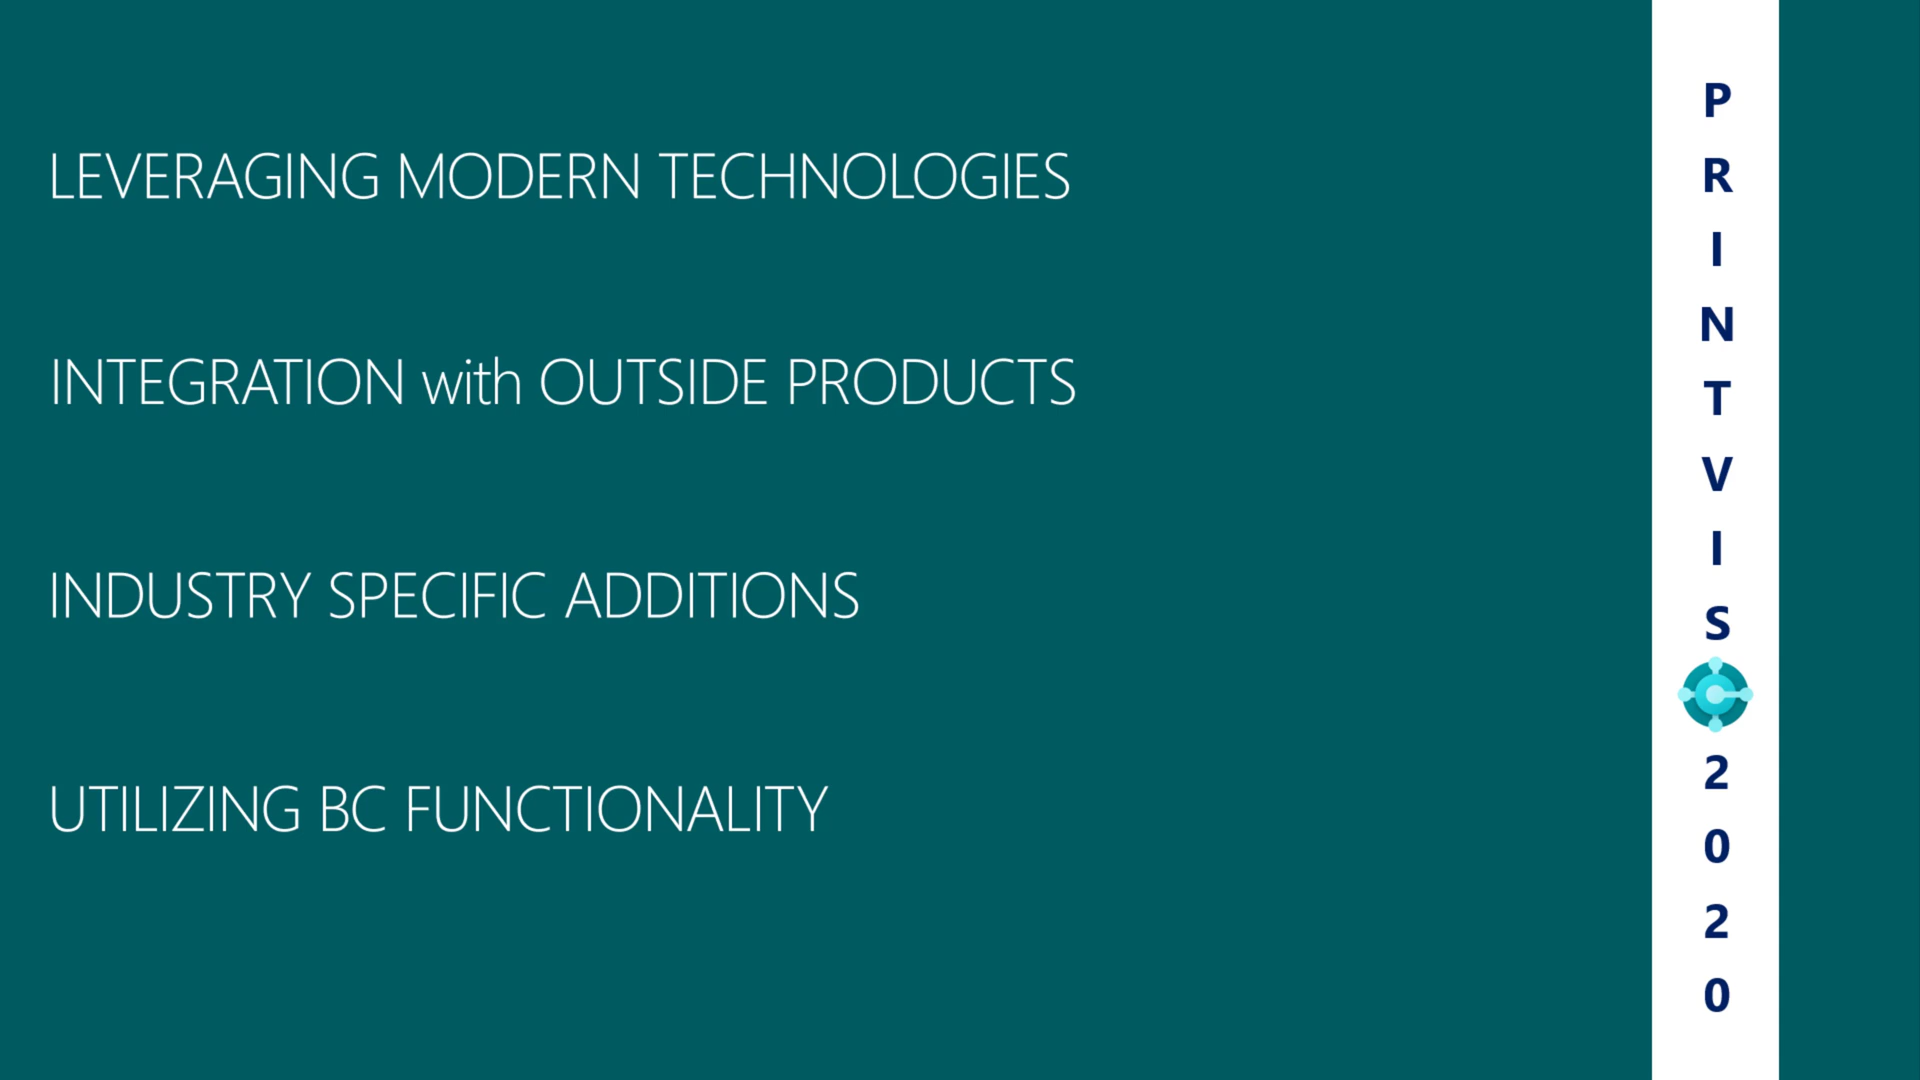 LEVERAGING MODERN TECHNOLOGIES
INTEGRATION with OUTSIDE PRODUCTS
INDUSTRY SPECIFIC ADDITIONS
UTILIZING BC FUNCTIONALITY
P
R
I
N
T
V
I
S
2
0
2
0